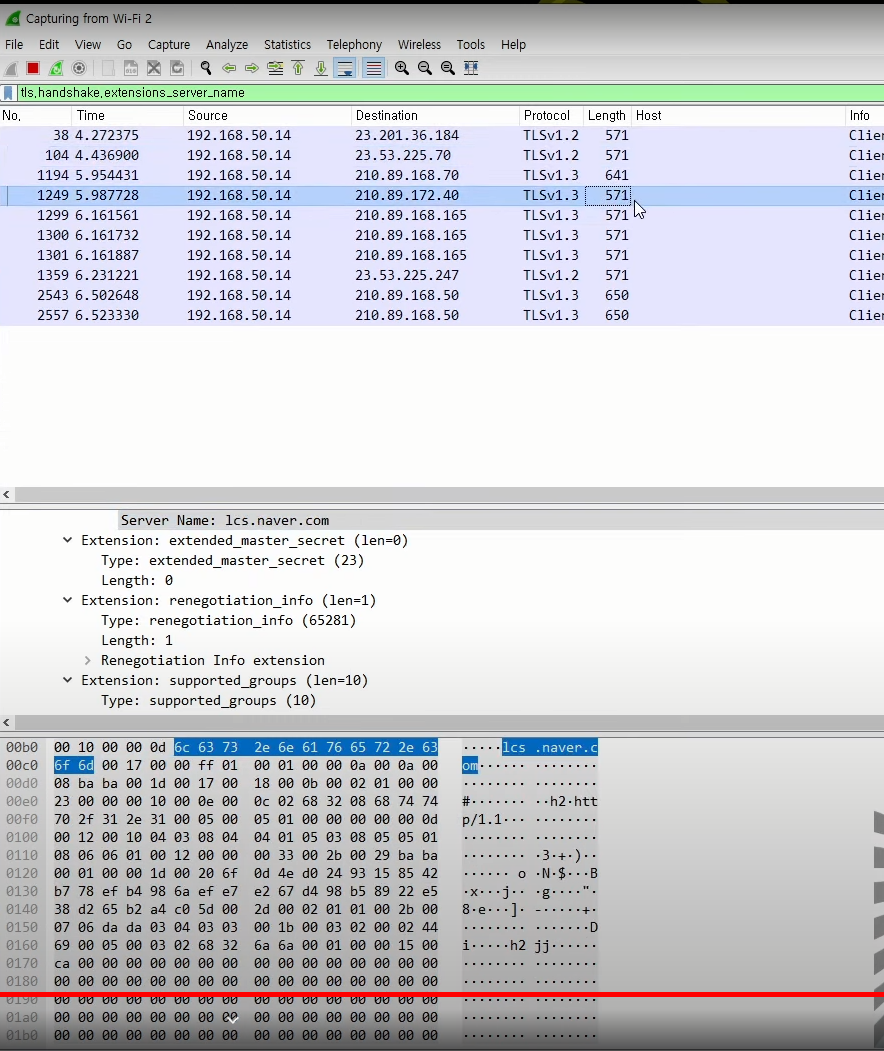 Capturing from Wi-Fi 2
File Edit View Go Capture Analyze Statistics Telephony Wireless Tools Help
tls.handshake.extensions_server_name
No. Time Source Destination Protocol Length Host Info
38 4.272375 192.168.50.14 23.201.36.184 TLSv1.2 571 Clie
104 4.436900 192.168.50.14 23.53.225.70 TLSv1.2 571 Clie
1194 5.954431 192.168.50.14 210.89.168.70 TLSv1.3 641 Clie
1249 5.987728 192.168.50.14 210.89.172.40 TLSv1.3 571 Clie
1299 6.161561 192.168.50.14 210.89.168.165 TLSv1.3 571 Clie
1300 6.161732 192.168.50.14 210.89.168.165 TLSv1.3 571 Clie
1301 6.161887 192.168.50.14 210.89.168.165 TLSv1.3 571 Clie
1359 6.231221 192.168.50.14 23.53.225.247 TLSv1.2 571 Clie
2543 6.502648 192.168.50.14 210.89.168.50 TLSv1.3 650 Clie
2557 6.523330 192.168.50.14 210.89.168.50 TLSv1.3 650 Clie
Server Name: lcs.naver.com
Extension: extended_master_secret (len=0)
Type: extended_master_secret (23)
Length: 0
Extension: renegotiation_info (len=1)
Type: renegotiation_info (65281)
Length: 1
Renegotiation Info extension
Extension: supported_groups (len=10)
Type: supported_groups (10)
00b0 00 10 00 00 0d 6c 63 73 2e 6e 61 76 65 72 2e 63 ·····lcs .naver.c
00c0 6f 6d 00 17 00 00 ff 01 00 01 00 00 0a 00 0a 00 om······ ········
00d0 08 ba ba 00 1d 00 17 00 18 00 0b 00 02 01 00 00 ········ ········
00e0 23 00 00 00 10 00 0e 00 0c 02 68 32 08 68 74 74 #······· ··h2·htt
00f0 70 2f 31 2e 31 00 05 00 05 01 00 00 00 00 00 0d p/1.1··· ········
0100 00 12 00 10 04 03 08 04 04 01 05 03 08 05 05 01 ········ ········
0110 08 06 06 01 00 12 00 00 00 33 00 2b 00 29 ba ba ········ ·3·+·)··
0120 00 01 00 00 1d 00 20 6f 0d 4e d0 24 93 15 85 42 ······ o ·N·$···B
0130 b7 78 ef b4 98 6a ef e7 e2 67 d4 98 b5 89 22 e5 ·x···j·· ·g····"·
0140 38 d2 65 b2 a4 c0 5d 00 2d 00 02 01 01 00 2b 00 8·e···]· -·····+·
0150 07 06 da da 03 04 03 03 00 1b 00 03 02 00 02 44 ········ ·······D
0160 69 00 05 00 03 02 68 32 6a 6a 00 01 00 00 15 00 i·····h2 jj······
0170 ca 00 00 00 00 00 00 00 00 00 00 00 00 00 00 00 ········ ········
0180 00 00 00 00 00 00 00 00 00 00 00 00 00 00 00 00 ········ ········
0190 00 00 00 00 00 00 00 00 00 00 00 00 00 00 00 00 ········ ········
01a0 00 00 00 00 00 00 00 00 00 00 00 00 00 00 00 00 ········ ········
01b0 00 00 00 00 00 00 00 00 00 00 00 00 00 00 00 00 ········ ········